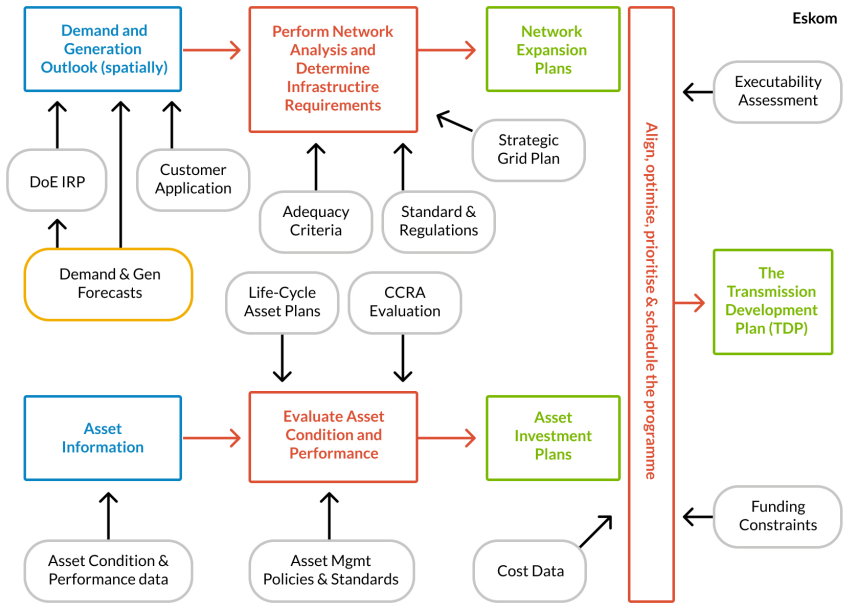 Eskom
Demand and
Generation
Outlook (spatially)
Perform Network
Analysis and
Determine
Infrastructire
Requirements
Network
Expansion
Plans
Executability
Assessment
Strategic
Grid Plan
DoE IRP
Customer
Application
Adequacy
Criteria
Standard &
Regulations
Demand & Gen
Forecasts
Life-Cycle
Asset Plans
CCRA
Evaluation
Align, optimise, prioritise & schedule the programme
The
Transmission
Development
Plan (TDP)
Asset
Information
Evaluate Asset
Condition and
Performance
Asset
Investment
Plans
Funding
Constraints
Asset Condition &
Performance data
Asset Mgmt
Policies & Standards
Cost Data